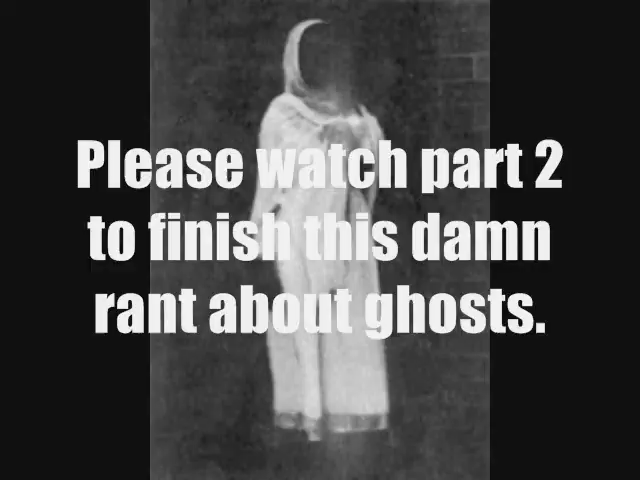 Please watch part 2
to finish this damn
rant about ghosts.